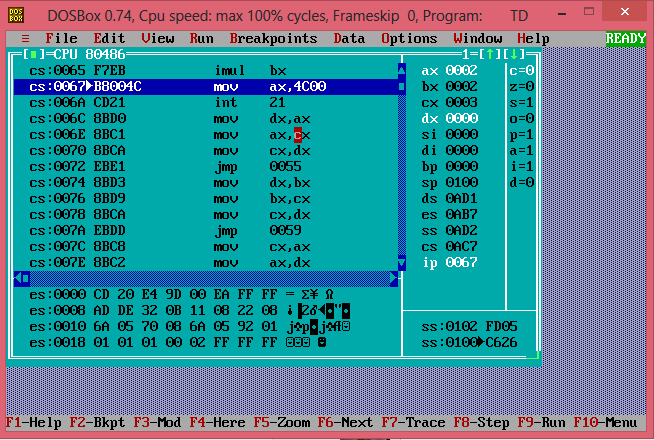 DOS BOX DOSBox 0.74, Cpu speed: max 100% cycles, Frameskip 0, Program: TD
≡ File Edit View Run Breakpoints Data Options Window Help READY
[■]=CPU 80486 1=[↑][↓]
cs:0065 F7EB imul bx ax 0002 c=0
cs:0067►B8004C mov ax,4C00 bx 0002 z=0
cs:006A CD21 int 21 cx 0003 s=1
cs:006C 8BD0 mov dx,ax dx 0000 o=0
cs:006E 8BC1 mov ax,cx si 0000 p=1
cs:0070 8BCA mov cx,dx di 0000 a=1
cs:0072 EBE1 jmp 0055 bp 0000 i=1
cs:0074 8BD3 mov dx,bx sp 0100 d=0
cs:0076 8BD9 mov bx,cx ds 0AD1
cs:0078 8BCA mov cx,dx es 0AB7
cs:007A EBDD jmp 0059 ss 0AD2
cs:007C 8BC8 mov cx,ax cs 0AC7
cs:007E 8BC2 mov ax,dx ip 0067
es:0000 CD 20 E4 9D 00 EA FF FF = Σ¥ Ω
es:0008 AD DE 32 0B 11 08 22 08
es:0010 6A 05 70 08 6A 05 92 01 j♣p◘j♣Æ☺
es:0018 01 01 01 00 02 FF FF FF ☺☺☺ ☻
ss:0102 FD05
ss:0100►C626
F1-Help F2-Bkpt F3-Mod F4-Here F5-Zoom F6-Next F7-Trace F8-Step F9-Run F10-Menu